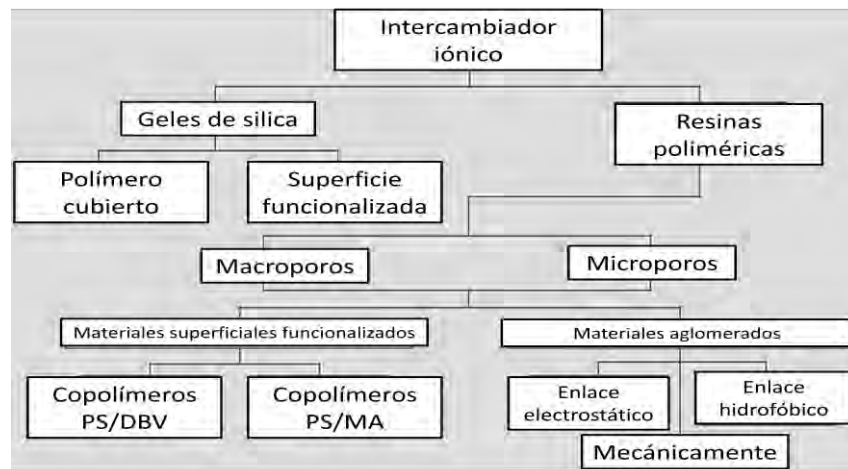 Intercambiador
iónico
Geles de silica
Resinas
poliméricas
Polímero
cubierto
Superficie
funcionalizada
Macroporos
Microporos
Materiales superficiales funcionalizados
Materiales aglomerados
Copolímeros
PS/DBV
Copolímeros
PS/MA
Enlace
electrostático
Enlace
hidrofóbico
Mecánicamente